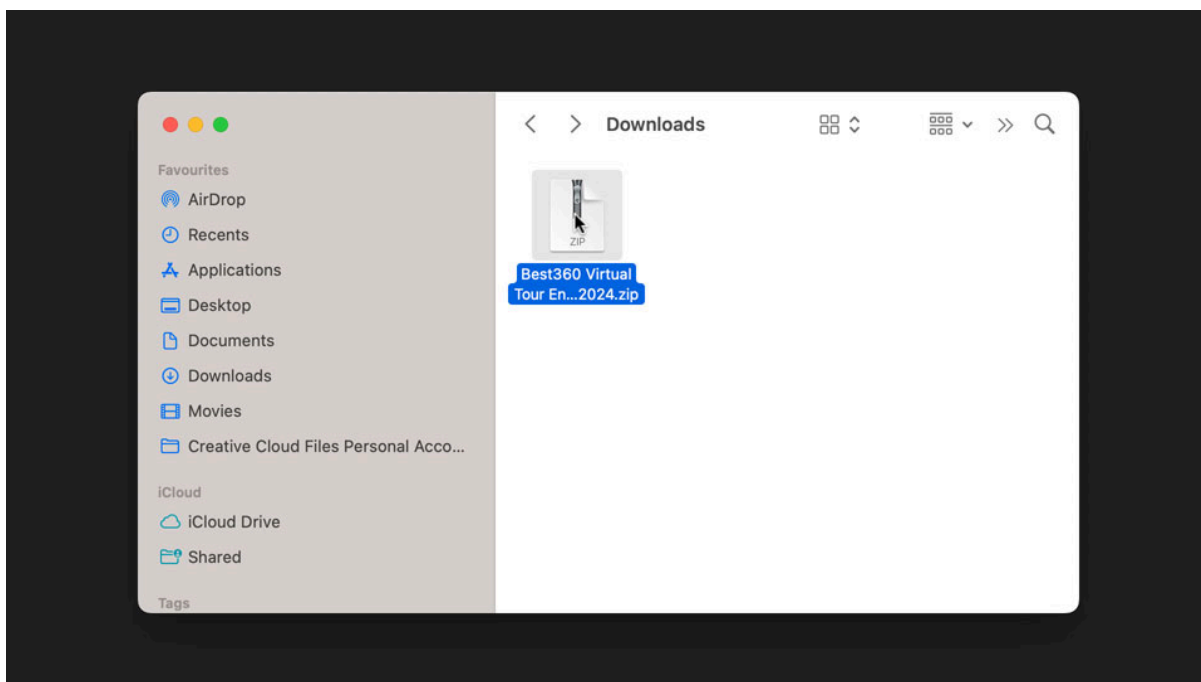 Favourites
AirDrop
Recents
Applications
Desktop
Documents
Downloads
Movies
Creative Cloud Files Personal Acco...
iCloud
iCloud Drive
Shared
Tags
Downloads
ZIP
Best360 Virtual
Tour En...2024.zip